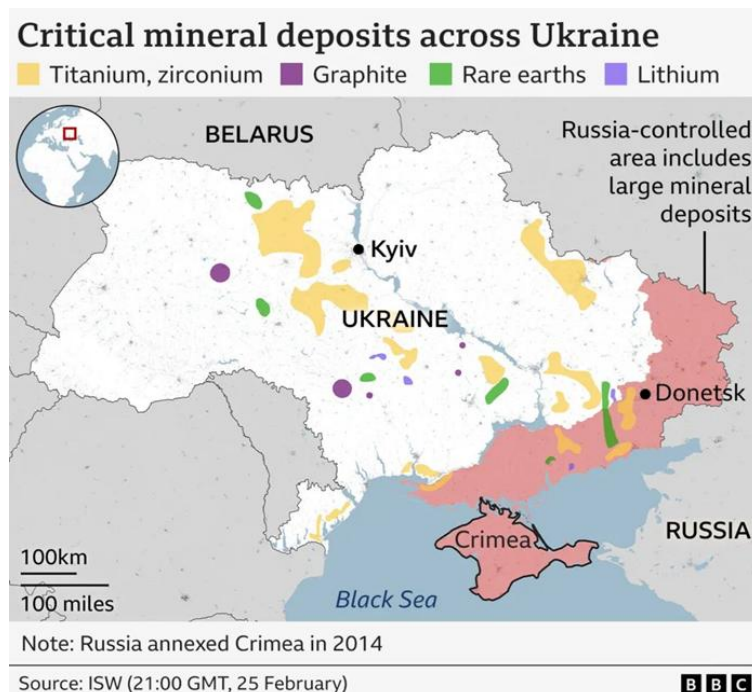 Critical mineral deposits across Ukraine
Titanium, zirconium Graphite Rare earths Lithium
BELARUS
Russia-controlled
area includes
large mineral
deposits
Kyiv
UKRAINE
Donetsk
RUSSIA
Crimea
100km
100 miles
Black Sea
Note: Russia annexed Crimea in 2014
Source: ISW (21:00 GMT, 25 February)
BBC